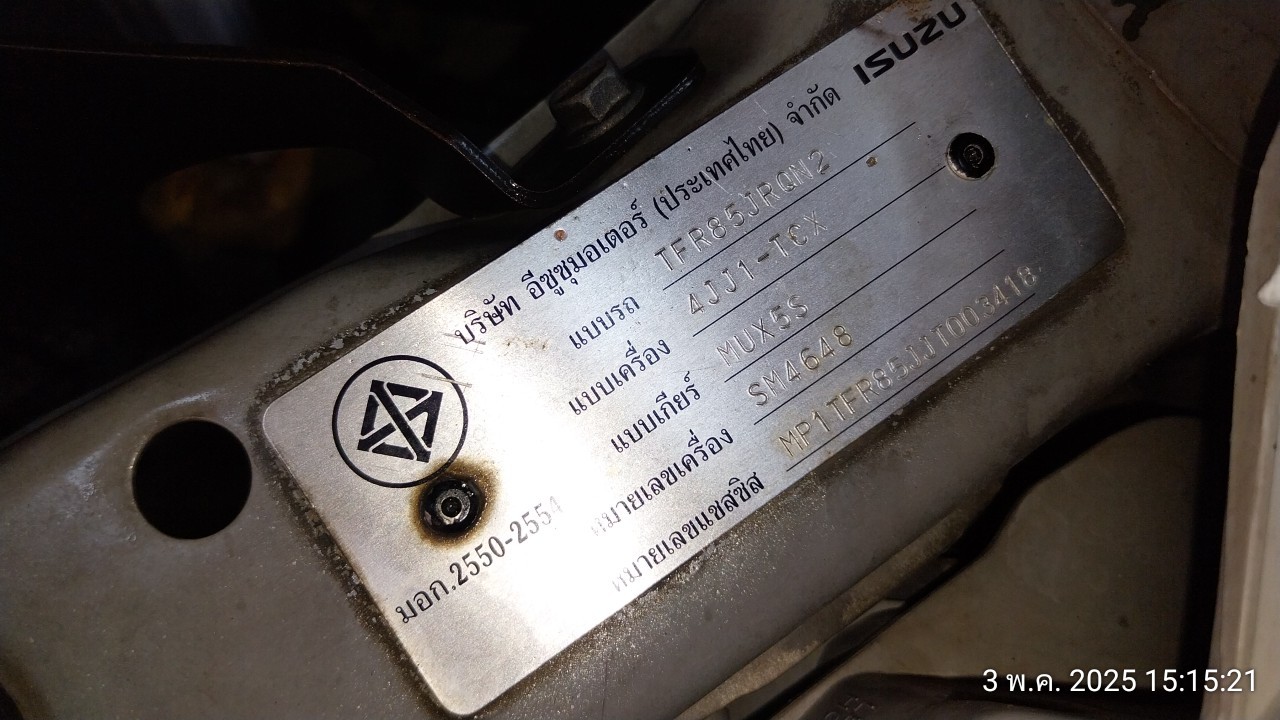 ISUZU
บริษัท อีซูซุมอเตอร์ (ประเทศไทย) จำกัด
แบบรถ TFR85JRQN2
แบบเครื่อง 4JJ1-TCX
แบบเกียร์ MUX5S
หมายเลขเครื่อง SM4648
หมายเลขแชสซิส MP1TFR85JJT003418
มอก.2550-2554
3 พ.ค. 2025 15:15:21